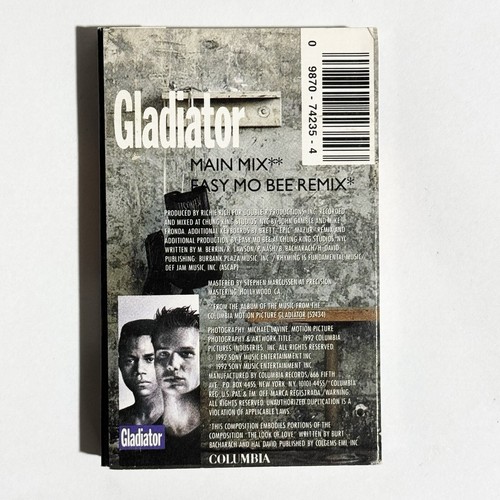 0 9870 - 74235 - 4
Gladiator
MAIN MIX**
EASY MO BEE REMIX*
PRODUCED BY RICHIE RICH FOR DOUBLE X PRODUCTIONS, INC. RECORDED
AND MIXED AT CHUNG KING STUDIOS, NYC BY JOHN GAMBLE AND MIKE
FRONDA. ADDITIONAL KEYBOARDS BY BRETT "EPIC" MAZUR. REMIX AND
ADDITIONAL PRODUCTION BY EASY MO BEE AT CHUNG KING STUDIOS, NYC
WRITTEN BY M. BERRIN / R. LAWSON / P. NASH / B. BACHARACH / H. DAVID
PUBLISHING: BURBANK PLAZA MUSIC, INC. / RHYMING IS FUNDAMENTAL MUSIC,
DEF JAM MUSIC, INC. (ASCAP)
MASTERED BY STEPHEN MARCUSSEN AT PRECISION
MASTERING, HOLLYWOOD, CA
**FROM THE ALBUM OF THE MUSIC FROM THE
COLUMBIA MOTION PICTURE GLADIATOR (52434)
PHOTOGRAPHY: MICHAEL LAVINE. MOTION PICTURE
PHOTOGRAPHY & ARTWORK TITLE: © 1992 COLUMBIA
PICTURES INDUSTRIES, INC. ALL RIGHTS RESERVED.
© 1992 SONY MUSIC ENTERTAINMENT INC.
1992 SONY MUSIC ENTERTAINMENT INC.
MANUFACTURED BY COLUMBIA RECORDS/666 FIFTH
AVE., P.O. BOX 4455, NEW YORK, N.Y. 10101-4455/"COLUMBIA"
REG. U.S. PAT. & TM. OFF. MARCA REGISTRADA./WARNING:
ALL RIGHTS RESERVED. UNAUTHORIZED DUPLICATION IS A
VIOLATION OF APPLICABLE LAWS.
*THIS COMPOSITION EMBODIES PORTIONS OF THE
COMPOSITION "THE LOOK OF LOVE," WRITTEN BY BURT
BACHARACH AND HAL DAVID, PUBLISHED BY COLGEMS-EMI, INC.
Gladiator
COLUMBIA